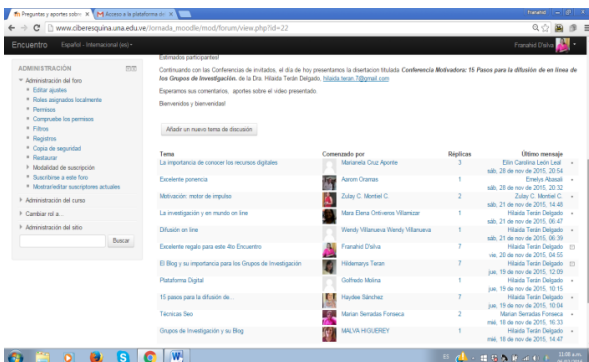 Preguntas y aportes sobre
Acceso a la plataforma
www.ciberesquina.una.edu.ve/jornada_moodle/mod/forum/view.php?id=22
Encuentro Español - Internacional (es)
Franahid D'silva
ADMINISTRACIÓN
Administración del foro
Editar ajustes
Roles asignados localmente
Permisos
Compruebe los permisos
Filtros
Registros
Copia de seguridad
Restaurar
Modalidad de suscripción
Suscribirse a este foro
Mostrar/editar suscriptores actuales
Administración del curso
Cambiar rol a...
Administración del sitio
Buscar
Estimados participantes!
Continuando con las Conferencias de invitados, el día de hoy presentamos la disertacion titulada Conferencia Motivadora: 15 Pasos para la difusión de en línea de
los Grupos de Investigación, de la Dra. Hilaida Terán Delgado, hilaida.teran.7@gmail.com
Esperamos sus comentarios, aportes sobre el video presentado.
Bienvenidos y bienvenidas!
Añadir un nuevo tema de discusión
Tema Comenzado por Réplicas Último mensaje
La importancia de conocer los recursos digitales Marianela Cruz Aponte 3 Ellin Carolina León Leal
sáb, 28 de nov de 2015, 20:54
Excelente ponencia Aarom Oramas 1 Emelys Abasali
sáb, 28 de nov de 2015, 20:32
Motivación: motor de impulso Zulay C. Montiel C. 2 Zulay C. Montiel C.
sáb, 21 de nov de 2015, 14:48
La investigación y en mundo on line Mara Elena Ontiveros Villamizar 1 Hilaida Terán Delgado
sáb, 21 de nov de 2015, 06:47
Difusión on line Wendy Villanueva Wendy Villanueva 1 Hilaida Terán Delgado
sáb, 21 de nov de 2015, 06:39
Excelente regalo para este 4to Encuentro Franahid D'silva 7 Hilaida Terán Delgado
vie, 20 de nov de 2015, 04:55
El Blog y su importancia para los Grupos de Investigación Hildemarys Teran 7 Hilaida Terán Delgado
jue, 19 de nov de 2015, 12:09
Plataforma Digital Golfredo Molina 1 Hilaida Terán Delgado
jue, 19 de nov de 2015, 10:15
15 pasos para la difusión de... Haydee Sánchez 7 Hilaida Terán Delgado
jue, 19 de nov de 2015, 10:04
Técnicas Seo Marian Serradas Fonseca 2 Marian Serradas Fonseca
mié, 18 de nov de 2015, 16:33
Grupos de Investigación y su Blog MALVA HIGUEREY 1 Hilaida Terán Delgado
mié, 18 de nov de 2015, 14:47
ES